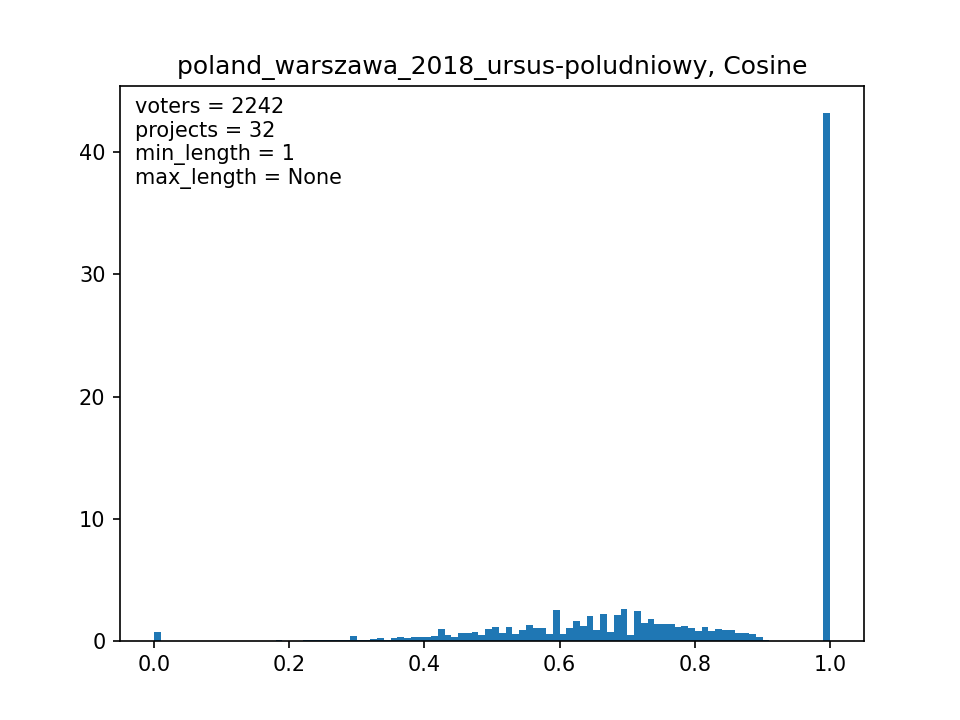 poland_warszawa_2018_ursus-poludniowy, Cosine
voters = 2242
projects = 32
min_length = 1
max_length = None
40
30
20
10
0
0.0 0.2 0.4 0.6 0.8 1.0